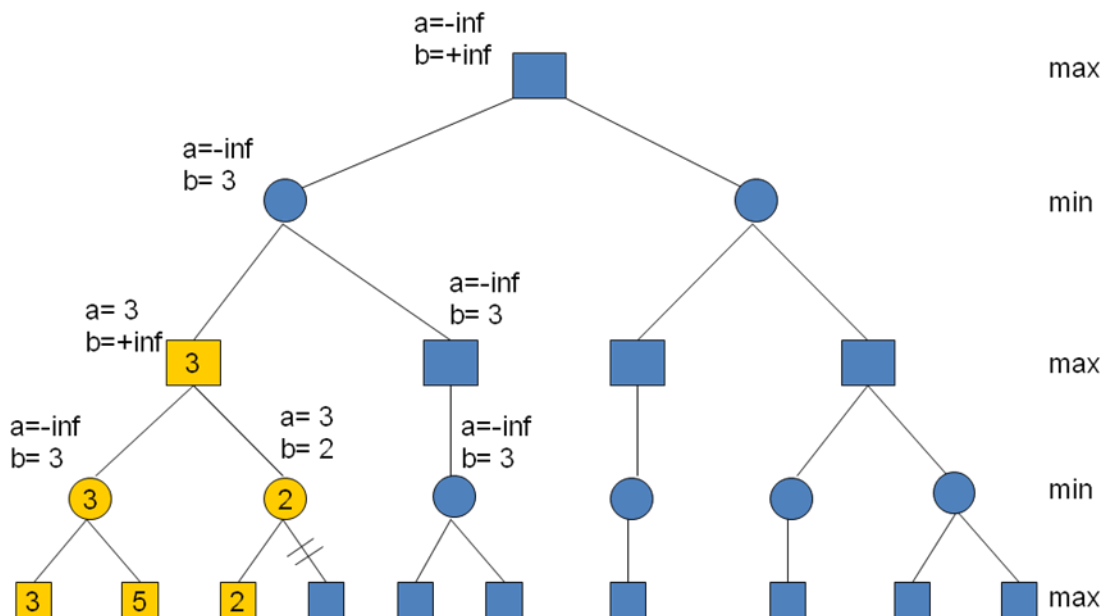 a=-inf
b=+inf
max
a=-inf
b= 3
min
a=-inf
b= 3
a= 3
b=+inf
3
max
a=-inf
b= 3
a= 3
b= 2
a=-inf
b= 3
3
2
min
3
5
2
max